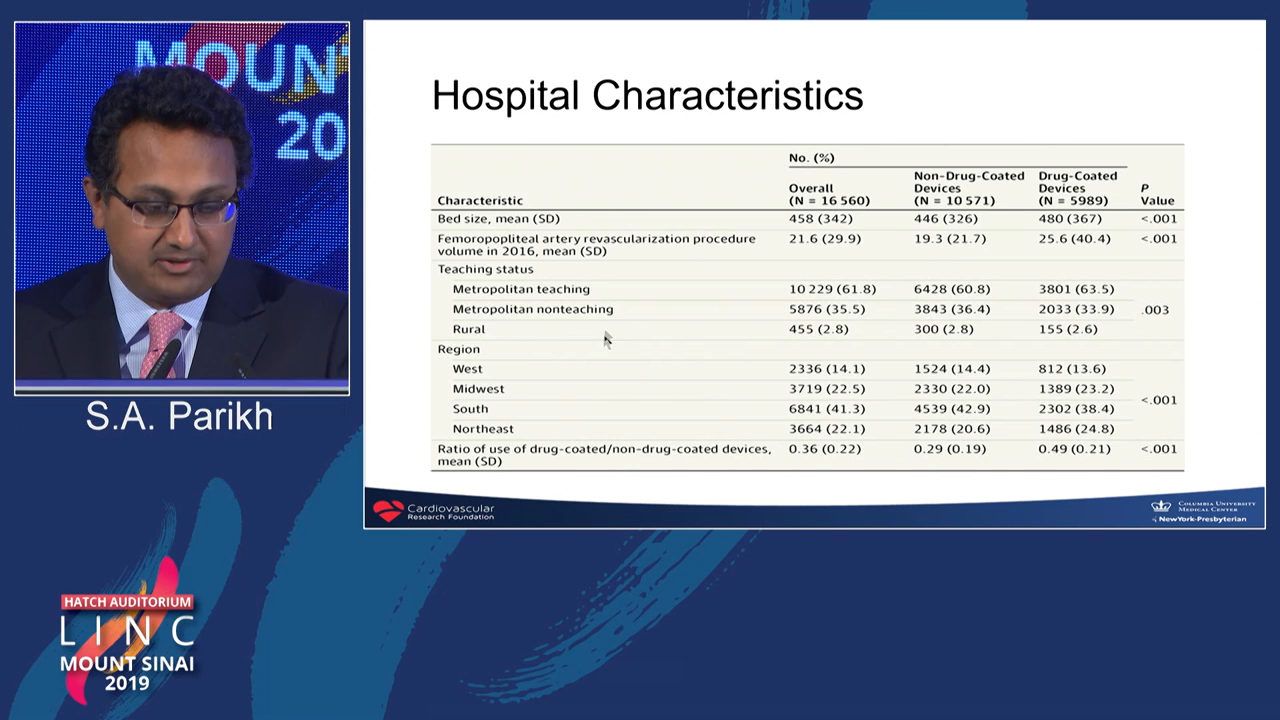 MOUN
20
S.A. Parikh
HATCH AUDITORIUM
LINC
MOUNT SINAI
2019
Hospital Characteristics
No. (%)
Characteristic Overall (N = 16 560) Non-Drug-Coated Devices (N = 10 571) Drug-Coated Devices (N = 5989) P Value
Bed size, mean (SD) 458 (342) 446 (326) 480 (367) <.001
Femoropopliteal artery revascularization procedure volume in 2016, mean (SD) 21.6 (29.9) 19.3 (21.7) 25.6 (40.4) <.001
Teaching status
Metropolitan teaching 10 229 (61.8) 6428 (60.8) 3801 (63.5)
Metropolitan nonteaching 5876 (35.5) 3843 (36.4) 2033 (33.9) .003
Rural 455 (2.8) 300 (2.8) 155 (2.6)
Region
West 2336 (14.1) 1524 (14.4) 812 (13.6)
Midwest 3719 (22.5) 2330 (22.0) 1389 (23.2)
<.001
South 6841 (41.3) 4539 (42.9) 2302 (38.4)
Northeast 3664 (22.1) 2178 (20.6) 1486 (24.8)
Ratio of use of drug-coated/non-drug-coated devices, mean (SD) 0.36 (0.22) 0.29 (0.19) 0.49 (0.21) <.001
Cardiovascular
Research Foundation
Columbia University
Medical Center
NewYork-Presbyterian